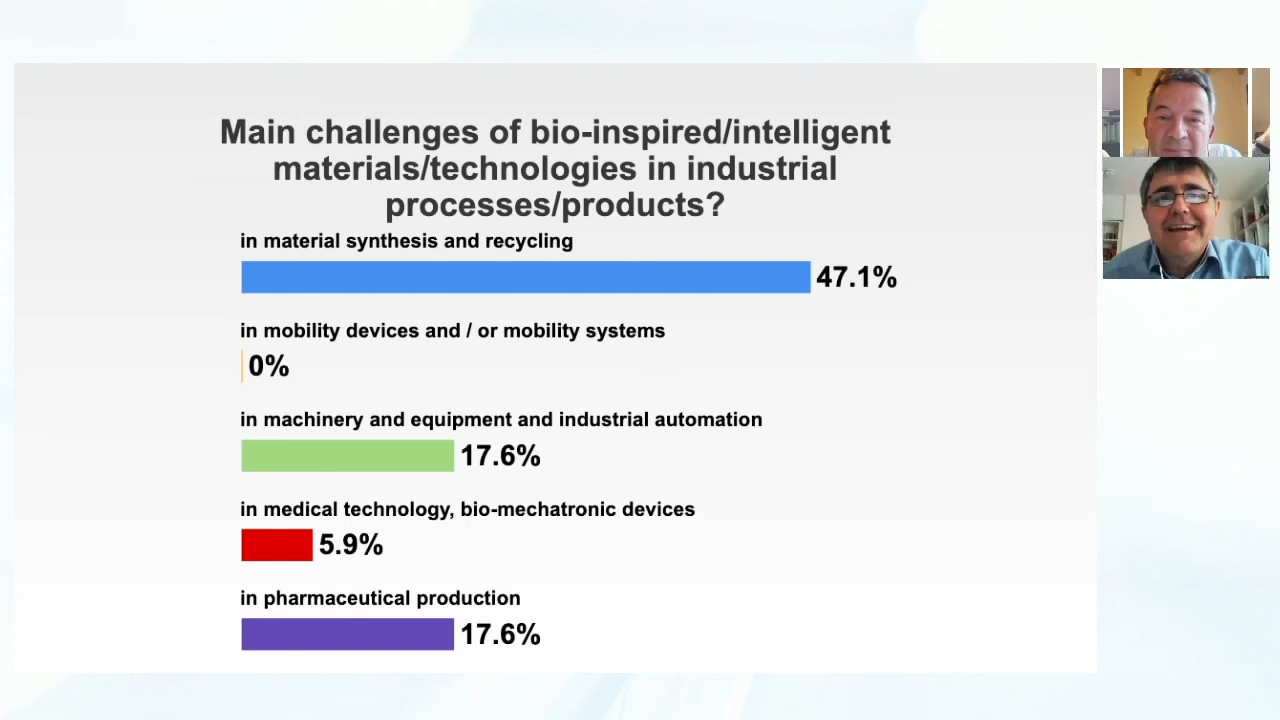 Main challenges of bio-inspired/intelligent
materials/technologies in industrial
processes/products?
in material synthesis and recycling
47.1%
in mobility devices and / or mobility systems
0%
in machinery and equipment and industrial automation
17.6%
in medical technology, bio-mechatronic devices
5.9%
in pharmaceutical production
17.6%